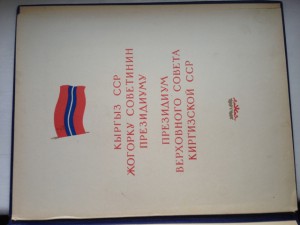 КЫРГЫЗ ССР
ЖОГОРКУ СОВЕТИНИН
ПРЕЗИДИУМУ
ПРЕЗИДИУМ
ВЕРХОВНОГО СОВЕТА
КИРГИЗСКОЙ ССР